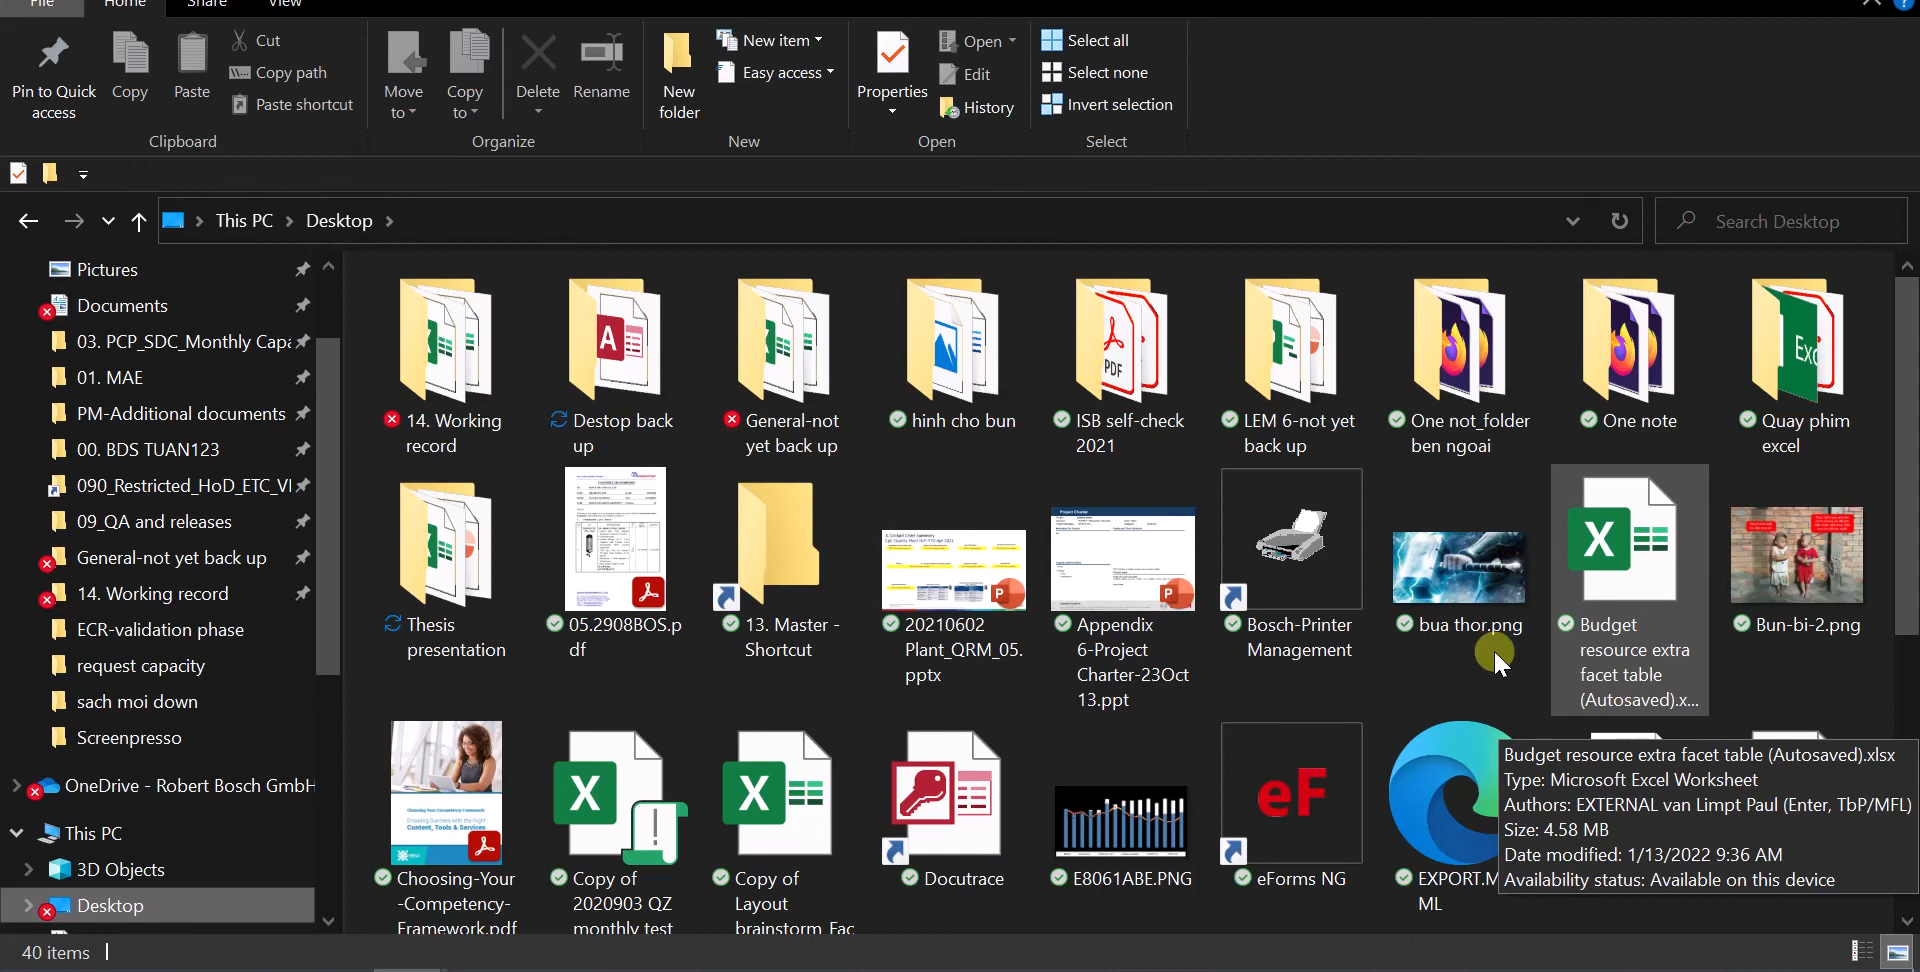 File Home Share View
Pin to Quick access
Copy
Paste
Cut
Copy path
Paste shortcut
Clipboard
Move to
Copy to
Delete
Rename
Organize
New folder
New item
Easy access
New
Properties
Open
Edit
History
Open
Select all
Select none
Invert selection
Select
This PC > Desktop >
Search Desktop
Pictures
Documents
03. PCP_SDC_Monthly Capa
01. MAE
PM-Additional documents
00. BDS TUAN123
090_Restricted_HoD_ETC_VI
09_QA and releases
General-not yet back up
14. Working record
ECR-validation phase
request capacity
sach moi down
Screenpresso
OneDrive - Robert Bosch GmbH
This PC
3D Objects
Desktop
14. Working
record
Destop back
up
General-not
yet back up
hinh cho bun
ISB self-check
2021
LEM 6-not yet
back up
One not_folder
ben ngoai
One note
Quay phim
excel
Thesis
presentation
05.2908BOS.p
df
13. Master -
Shortcut
20210602
Plant_QRM_05.
pptx
Appendix
6-Project
Charter-23Oct
13.ppt
Bosch-Printer
Management
bua thor.png
Budget
resource extra
facet table
(Autosaved).x...
Bun-bi-2.png
Choosing-Your
-Competency-
Framework.pdf
Copy of
2020903 QZ
monthly test
Copy of
Layout
brainstorm Fac
Docutrace
E8061ABE.PNG
eF
eForms NG
EXPORT.M
ML
Budget resource extra facet table (Autosaved).xlsx
Type: Microsoft Excel Worksheet
Authors: EXTERNAL van Limpt Paul (Enter, TbP/MFL)
Size: 4.58 MB
Date modified: 1/13/2022 9:36 AM
Availability status: Available on this device
40 items